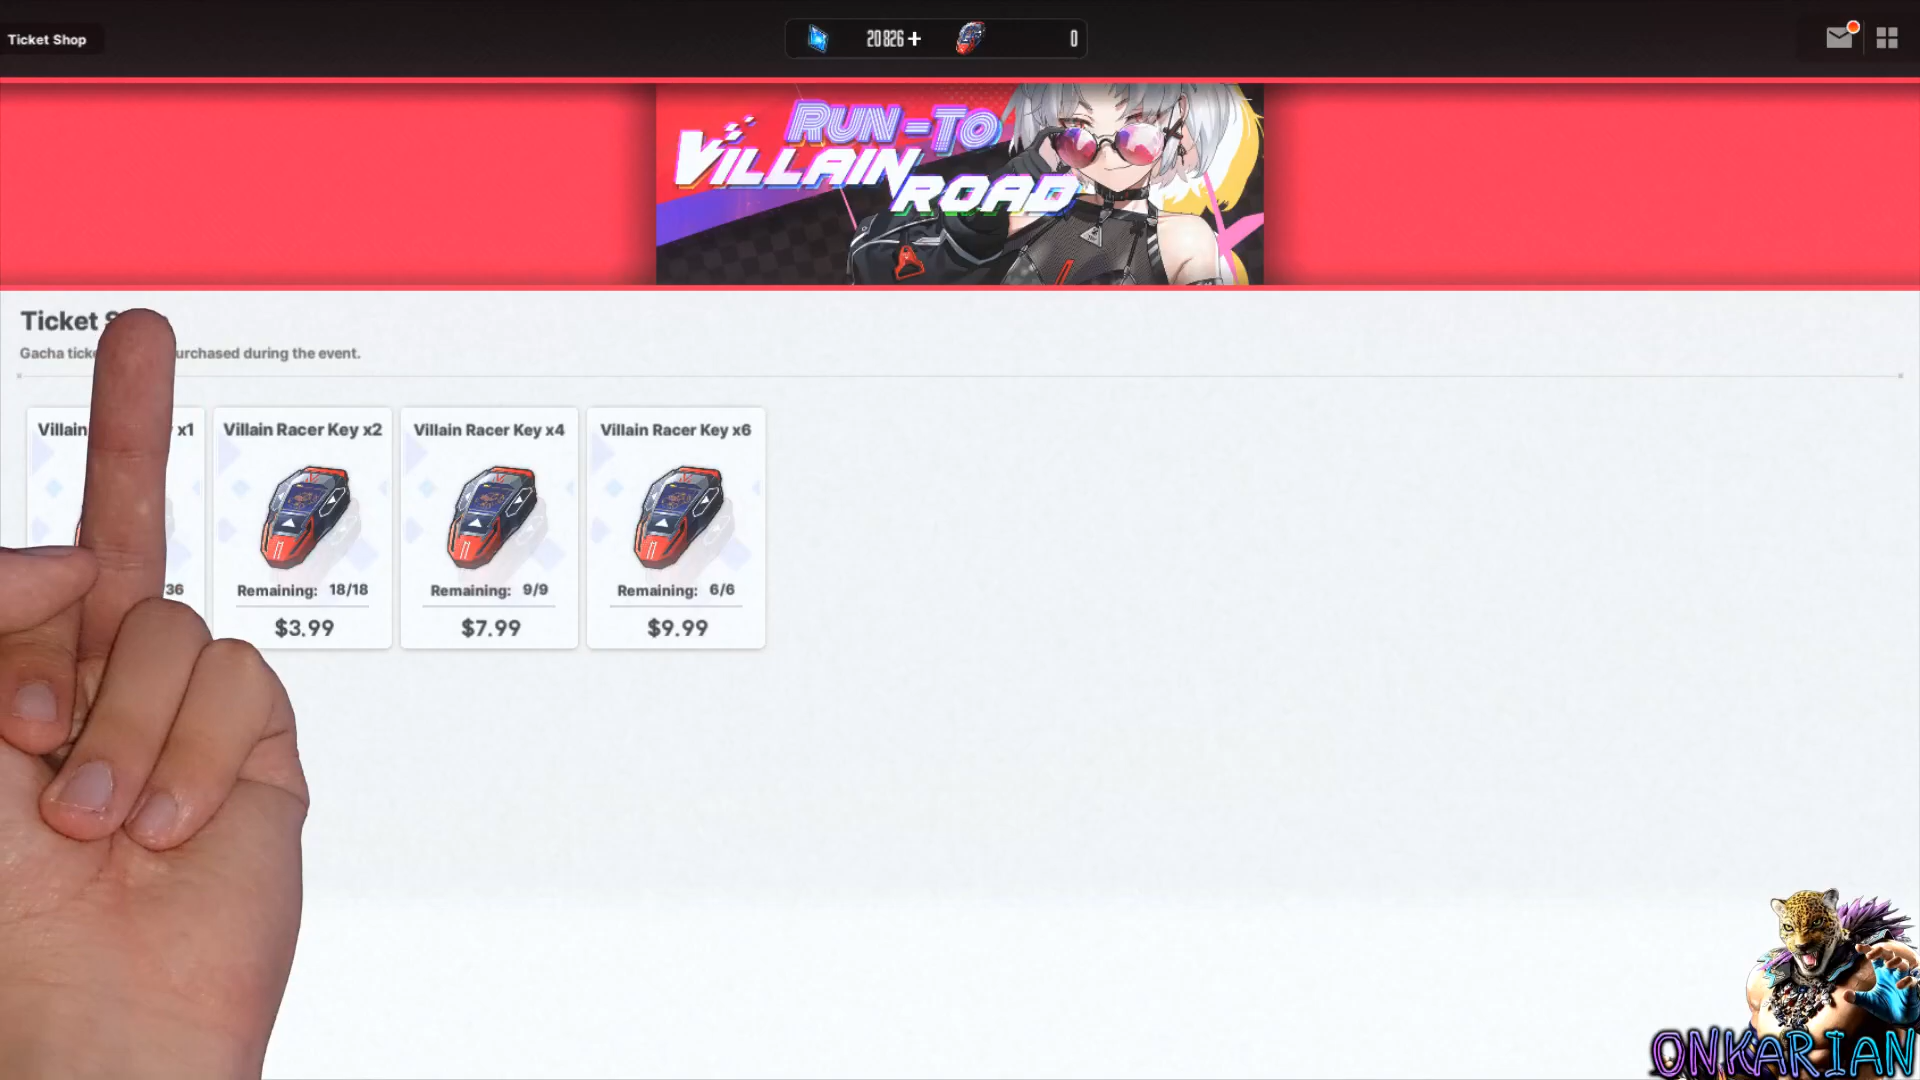 Ticket Shop
20826+
0
RUN-TO
VILLAIN
ROAD
Ticket
Gacha purchased during the event.
Villain x1
Villain Racer Key x2
Villain Racer Key x4
Villain Racer Key x6
36
Remaining: 18/18
Remaining: 9/9
Remaining: 6/6
$3.99
$7.99
$9.99
ONKARIAN